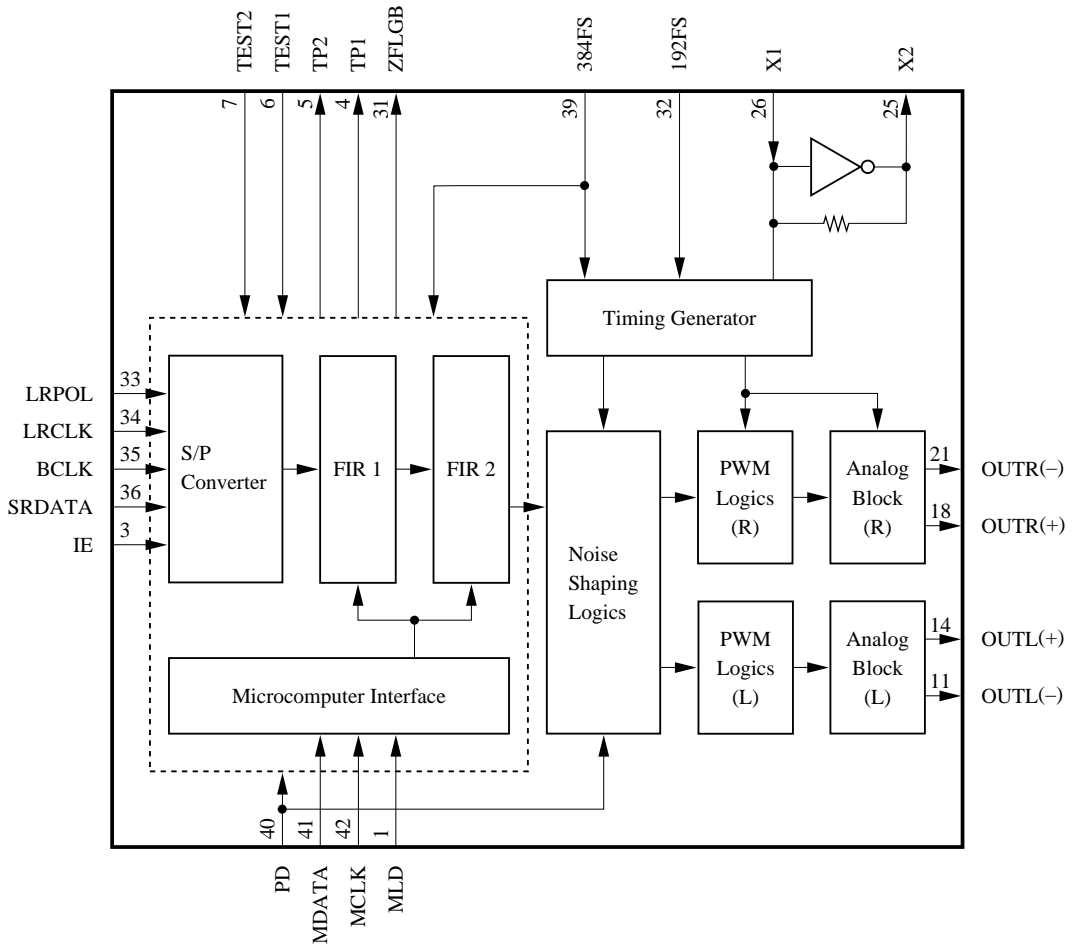 TEST2
TEST1
TP2
TP1
ZFLGB
384FS
192FS
X1
X2
7
6
5
4
31
39
32
26
25
Timing Generator
LRPOL
33
LRCLK
34
BCLK
35
SRDATA
36
IE
3
S/P
Converter
FIR 1
FIR 2
Noise
Shaping
Logics
PWM
Logics
(R)
Analog
Block
(R)
21
OUTR(−)
18
OUTR(+)
PWM
Logics
(L)
Analog
Block
(L)
14
OUTL(+)
11
OUTL(−)
Microcomputer Interface
40
41
42
1
PD
MDATA
MCLK
MLD